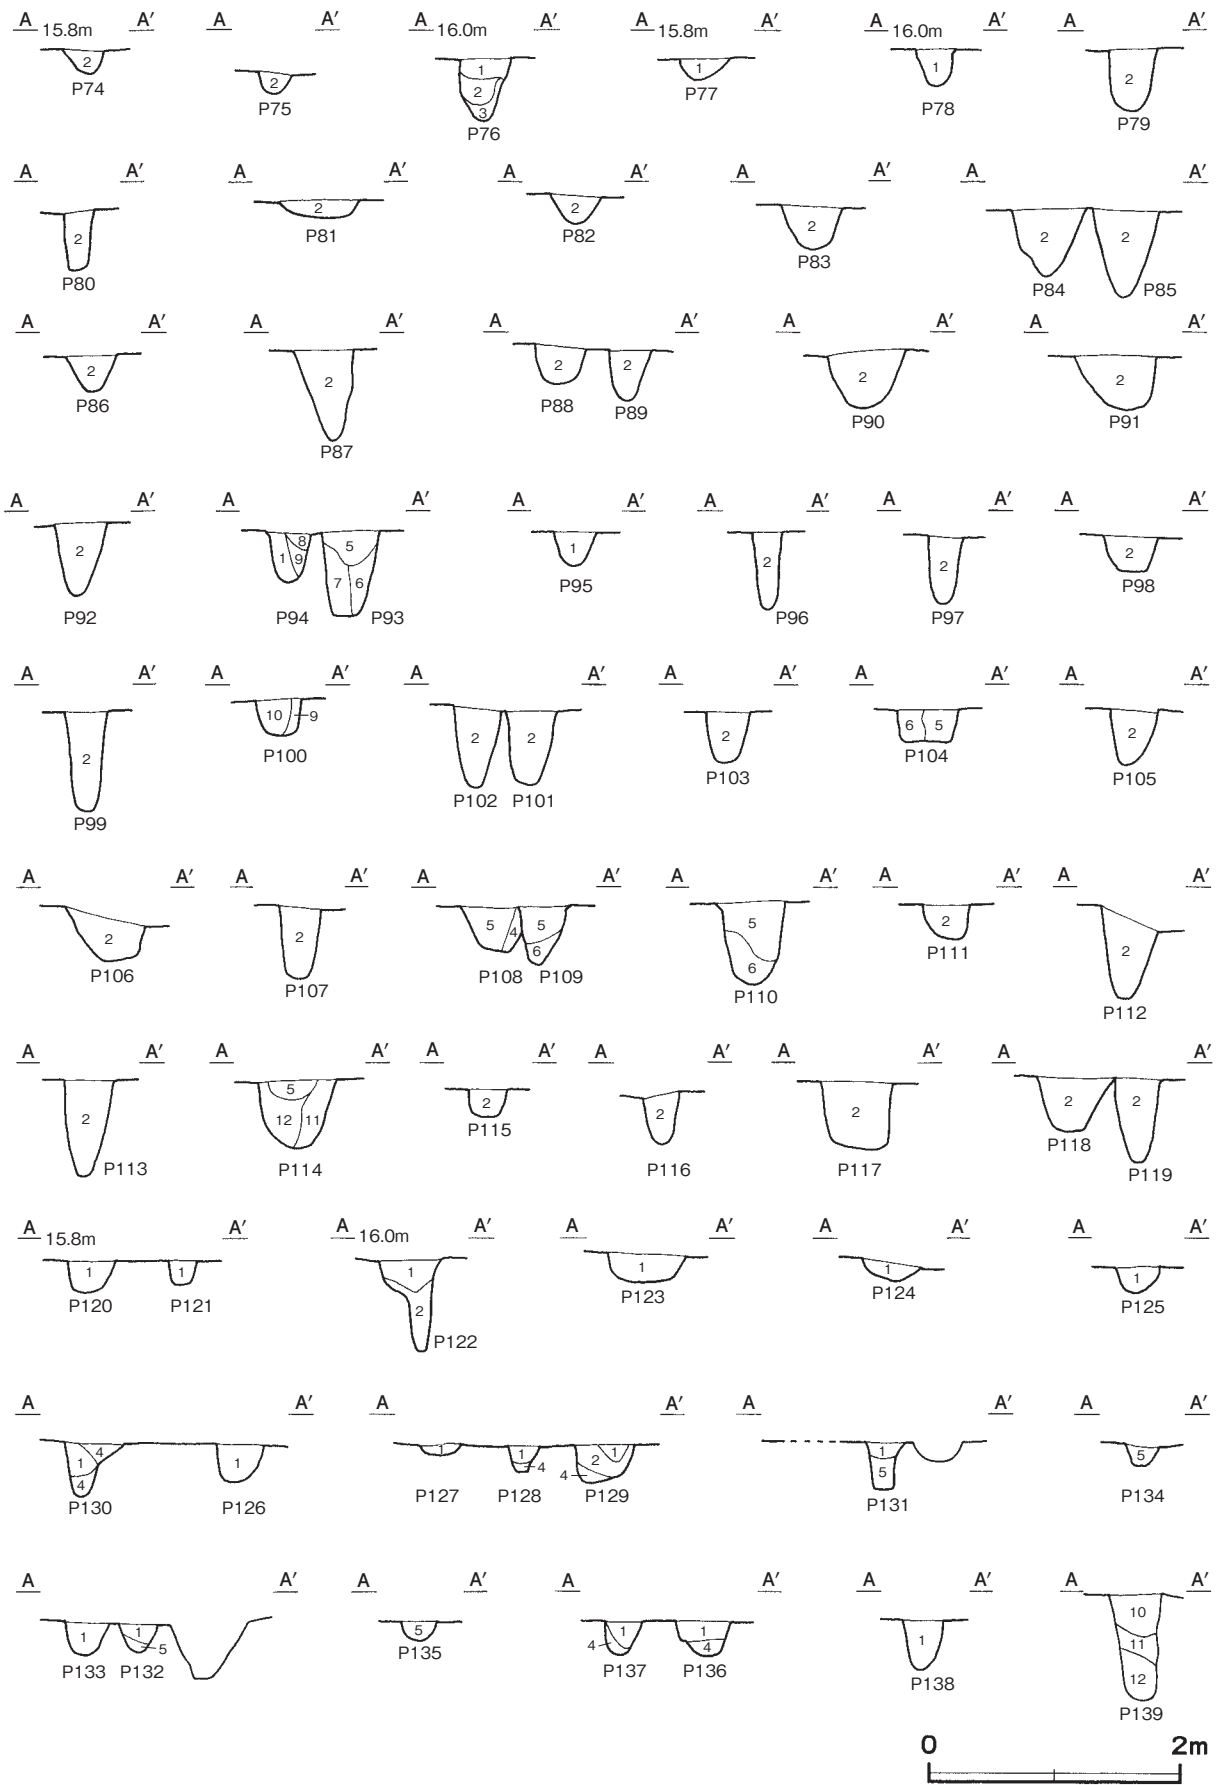 A 15.8m A′ A A′ A 16.0m A′ A 15.8m A′ A 16.0m A′ A A′
2 2 1 2 3 1 1 2
P74 P75 P76 P77 P78 P79
A A′ A A′ A A′ A A′ A A′
2 2 2 2 2 2
P80 P81 P82 P83 P84 P85
A A′ A A′ A A′ A A′ A A′
2 2 2 2 2 2
P86 P87 P88 P89 P90 P91
A A′ A A′ A A′ A A′ A A′ A A′
2 1 8 9 5 7 6 1 2 2 2
P92 P94 P93 P95 P96 P97 P98
A A′ A A′ A A′ A A′ A A′ A A′
2 10 9 2 2 2 6 5 2
P99 P100 P102 P101 P103 P104 P105
A A′ A A′ A A′ A A′ A A′ A A′
2 2 5 4 5 6 5 6 2 2
P106 P107 P108 P109 P110 P111 P112
A A′ A A′ A A′ A A′ A A′ A A′
2 5 12 11 2 2 2 2 2
P113 P114 P115 P116 P117 P118 P119
A 15.8m A′ A 16.0m A′ A A′ A A′ A A′
1 1 1 2 1 1 1
P120 P121 P122 P123 P124 P125
A A′ A A′ A A′ A A′
4 1 4 1 1 1 4 2 1 4 1 5 5
P130 P126 P127 P128 P129 P131 P134
A A′ A A′ A A′ A A′ A A′
1 1 5 5 1 4 1 4 1 10 11 12
P133 P132 P135 P137 P136 P138 P139
0 2m